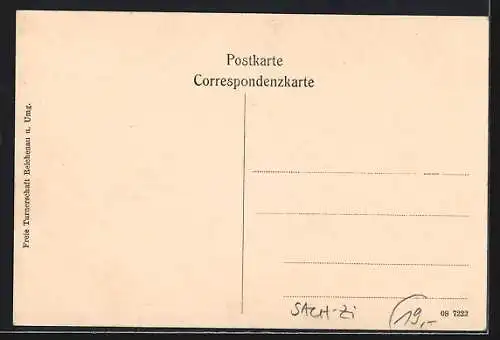 Postkarte
Correspondenzkarte
Freie Turnerschaft Reichenau u. Umg.
SACH-Zi
19,-
08 7222